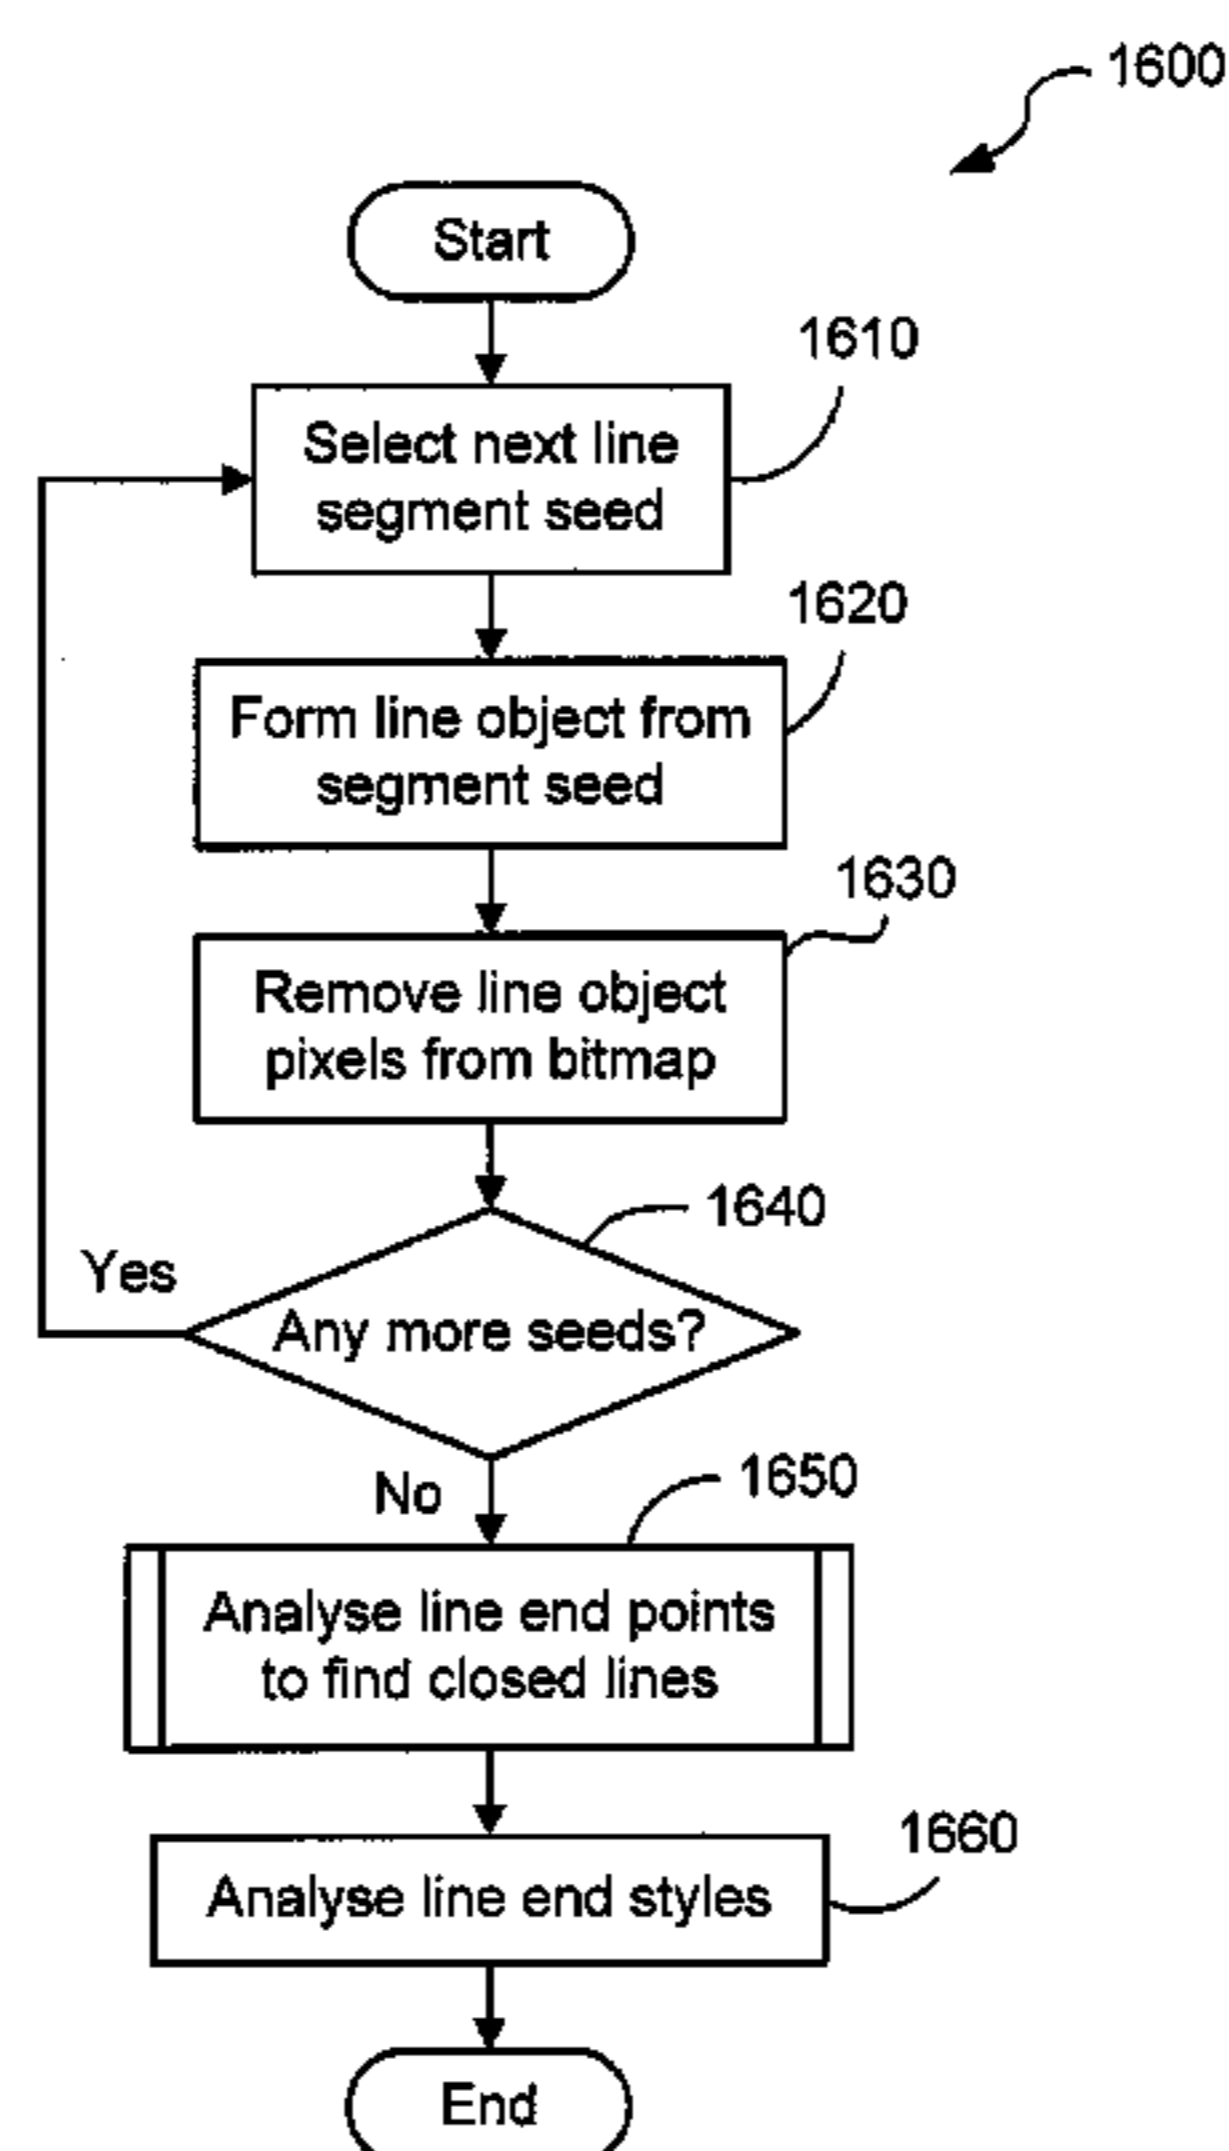 1600
Start
1610
Select next line
segment seed
1620
Form line object from
segment seed
1630
Remove line object
pixels from bitmap
1640
Yes
Any more seeds?
No
1650
Analyse line end points
to find closed lines
1660
Analyse line end styles
End